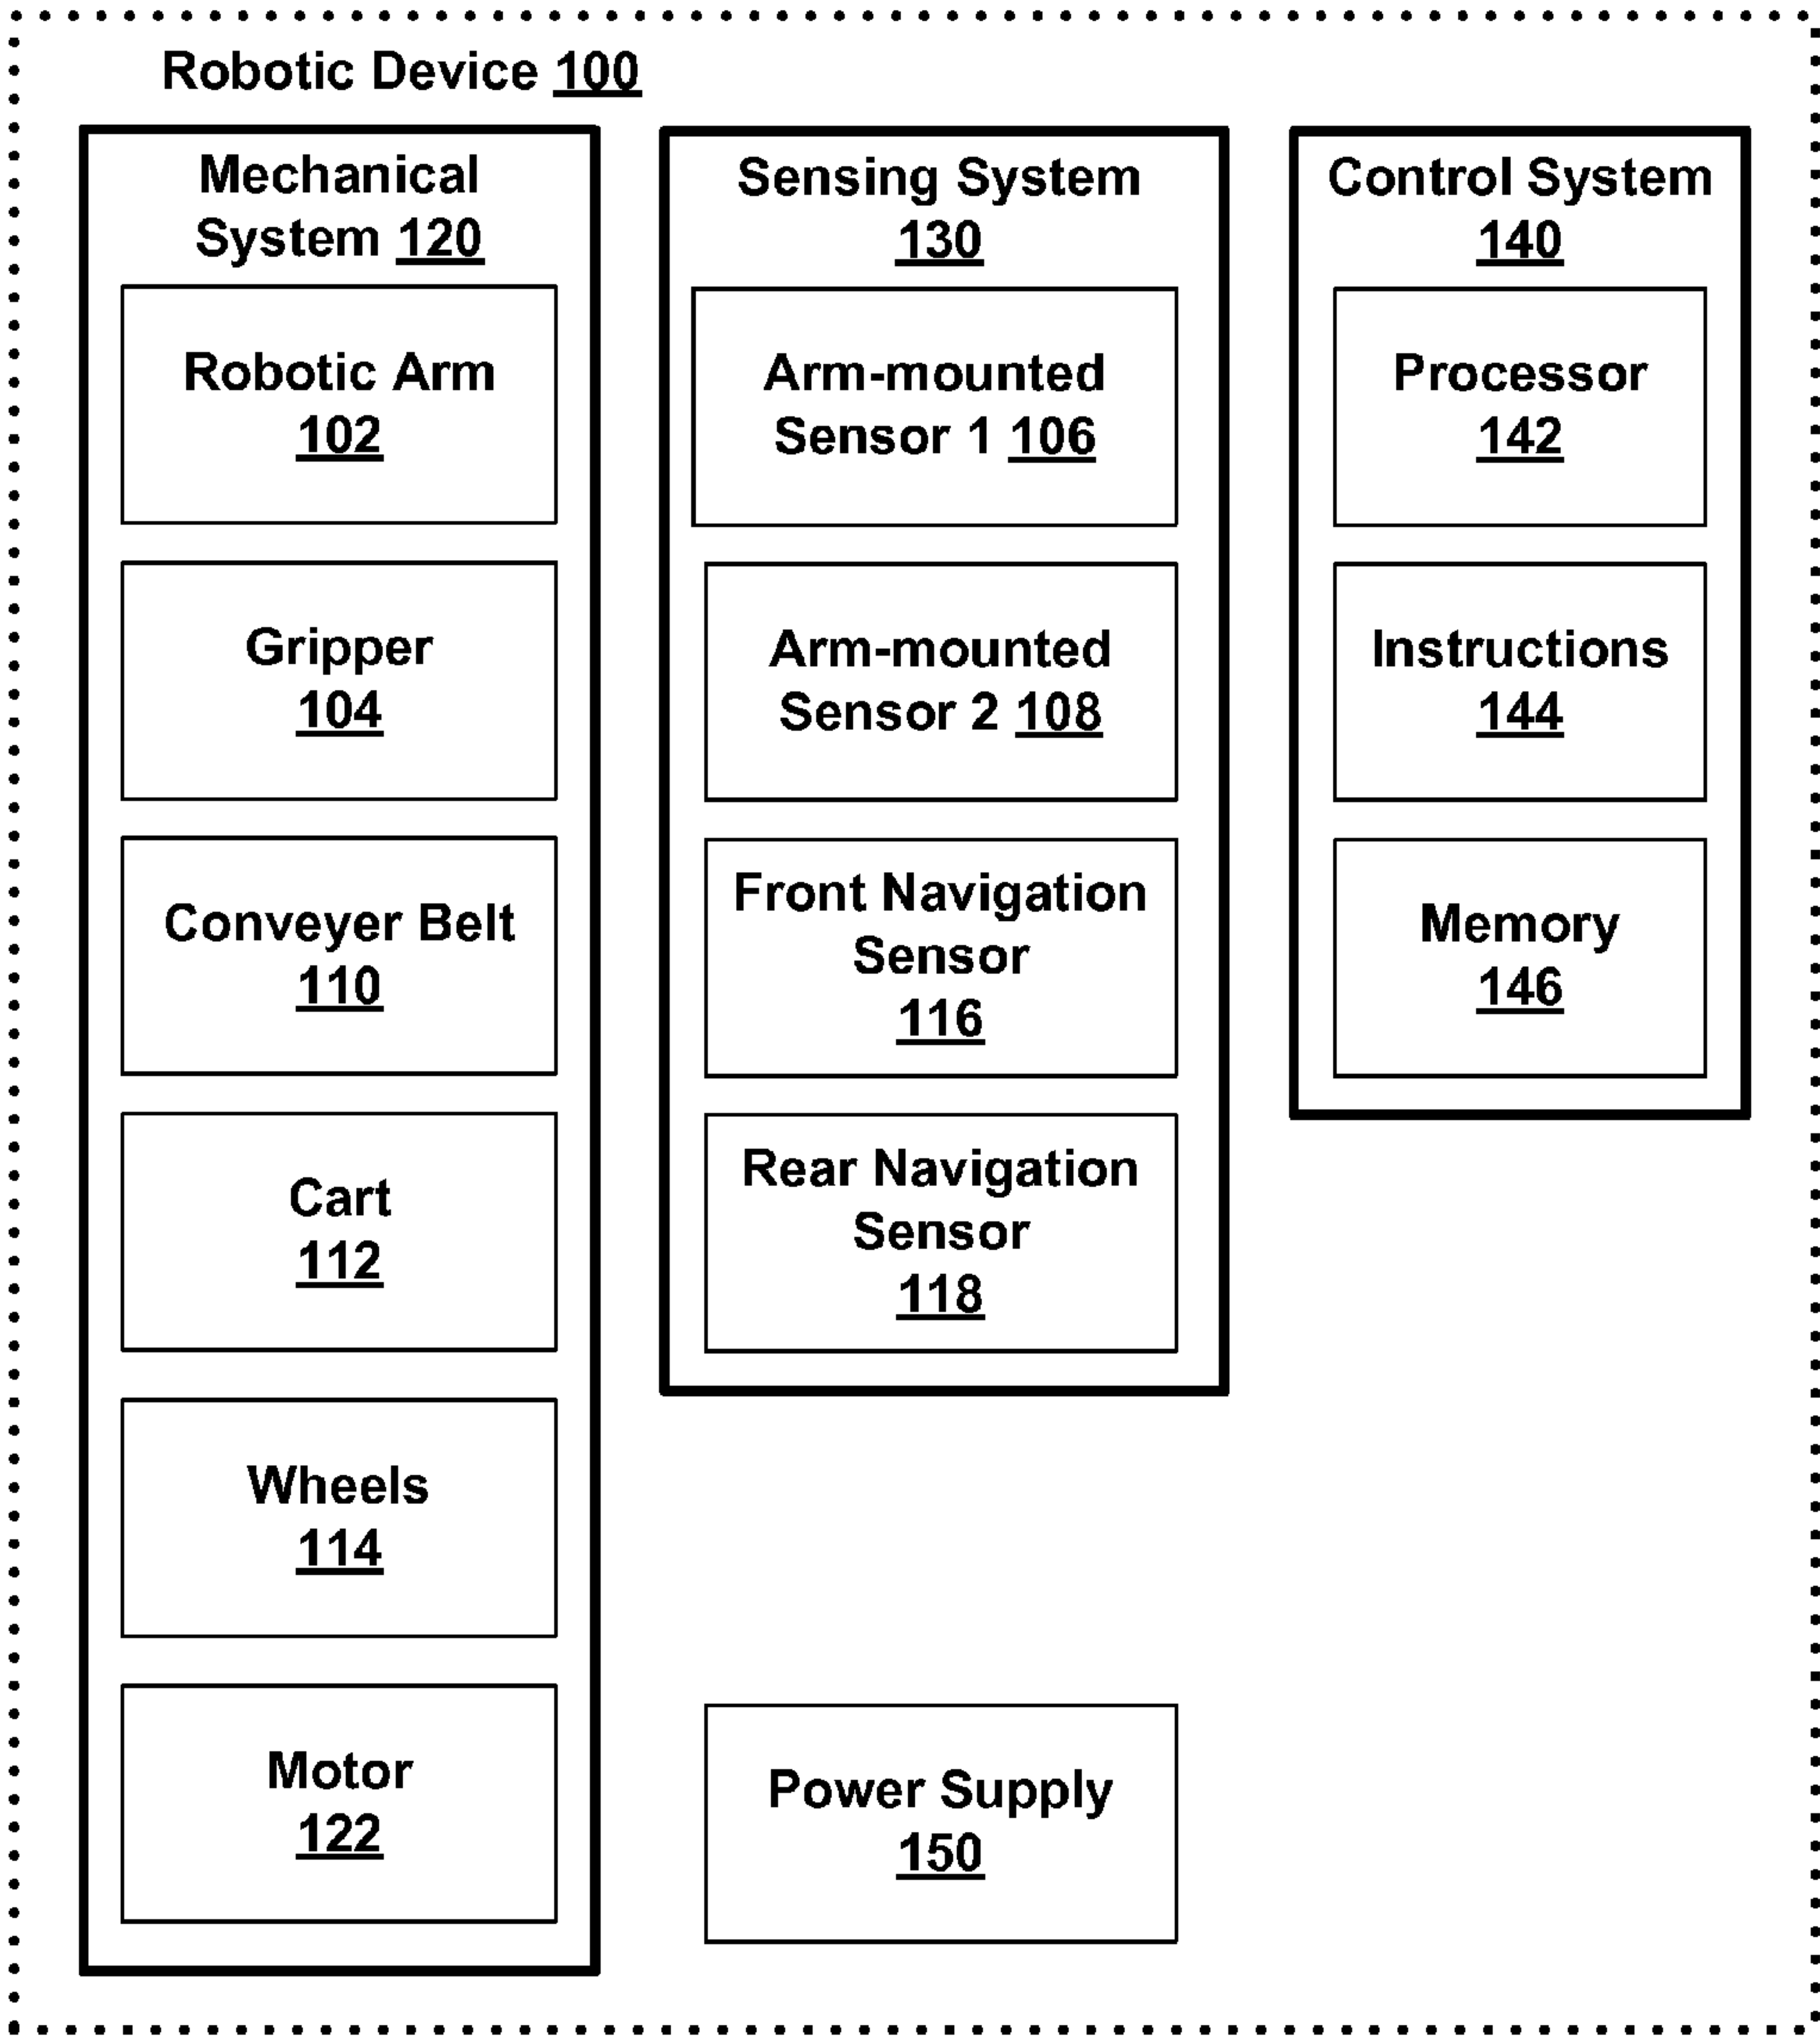 Robotic Device 100
Mechanical
System 120
Robotic Arm
102
Gripper
104
Conveyer Belt
110
Cart
112
Wheels
114
Motor
122
Sensing System
130
Arm-mounted
Sensor 1 106
Arm-mounted
Sensor 2 108
Front Navigation
Sensor
116
Rear Navigation
Sensor
118
Power Supply
150
Control System
140
Processor
142
Instructions
144
Memory
146